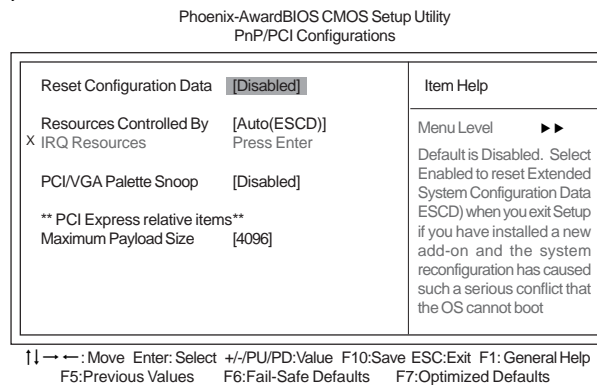 Phoenix-AwardBIOS CMOS Setup Utility
PnP/PCI Configurations
Reset Configuration Data [Disabled]
Resources Controlled By [Auto(ESCD)]
X IRQ Resources Press Enter
PCI/VGA Palette Snoop [Disabled]
** PCI Express relative items**
Maximum Payload Size [4096]
Item Help
Menu Level ▶▶
Default is Disabled. Select
Enabled to reset Extended
System Configuration Data
ESCD) when you exit Setup
if you have installed a new
add-on and the system
reconfiguration has caused
such a serious conflict that
the OS cannot boot
↑↓→←: Move Enter: Select +/-/PU/PD:Value F10:Save ESC:Exit F1: General Help
F5:Previous Values F6:Fail-Safe Defaults F7:Optimized Defaults